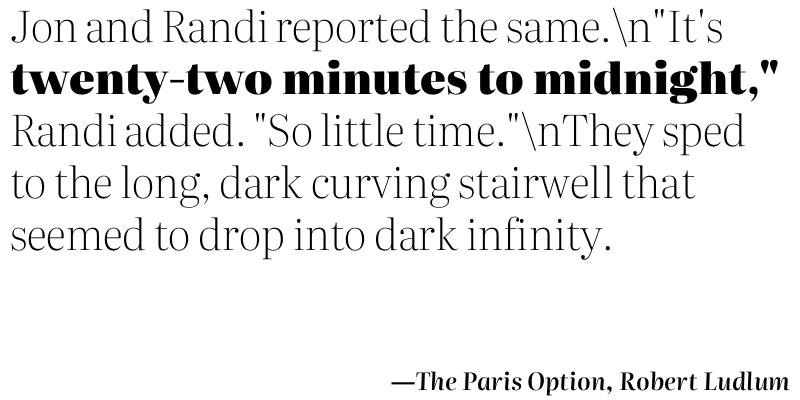 Jon and Randi reported the same.\n"It's
twenty-two minutes to midnight,"
Randi added. "So little time."\nThey sped
to the long, dark curving stairwell that
seemed to drop into dark infinity.
—The Paris Option, Robert Ludlum